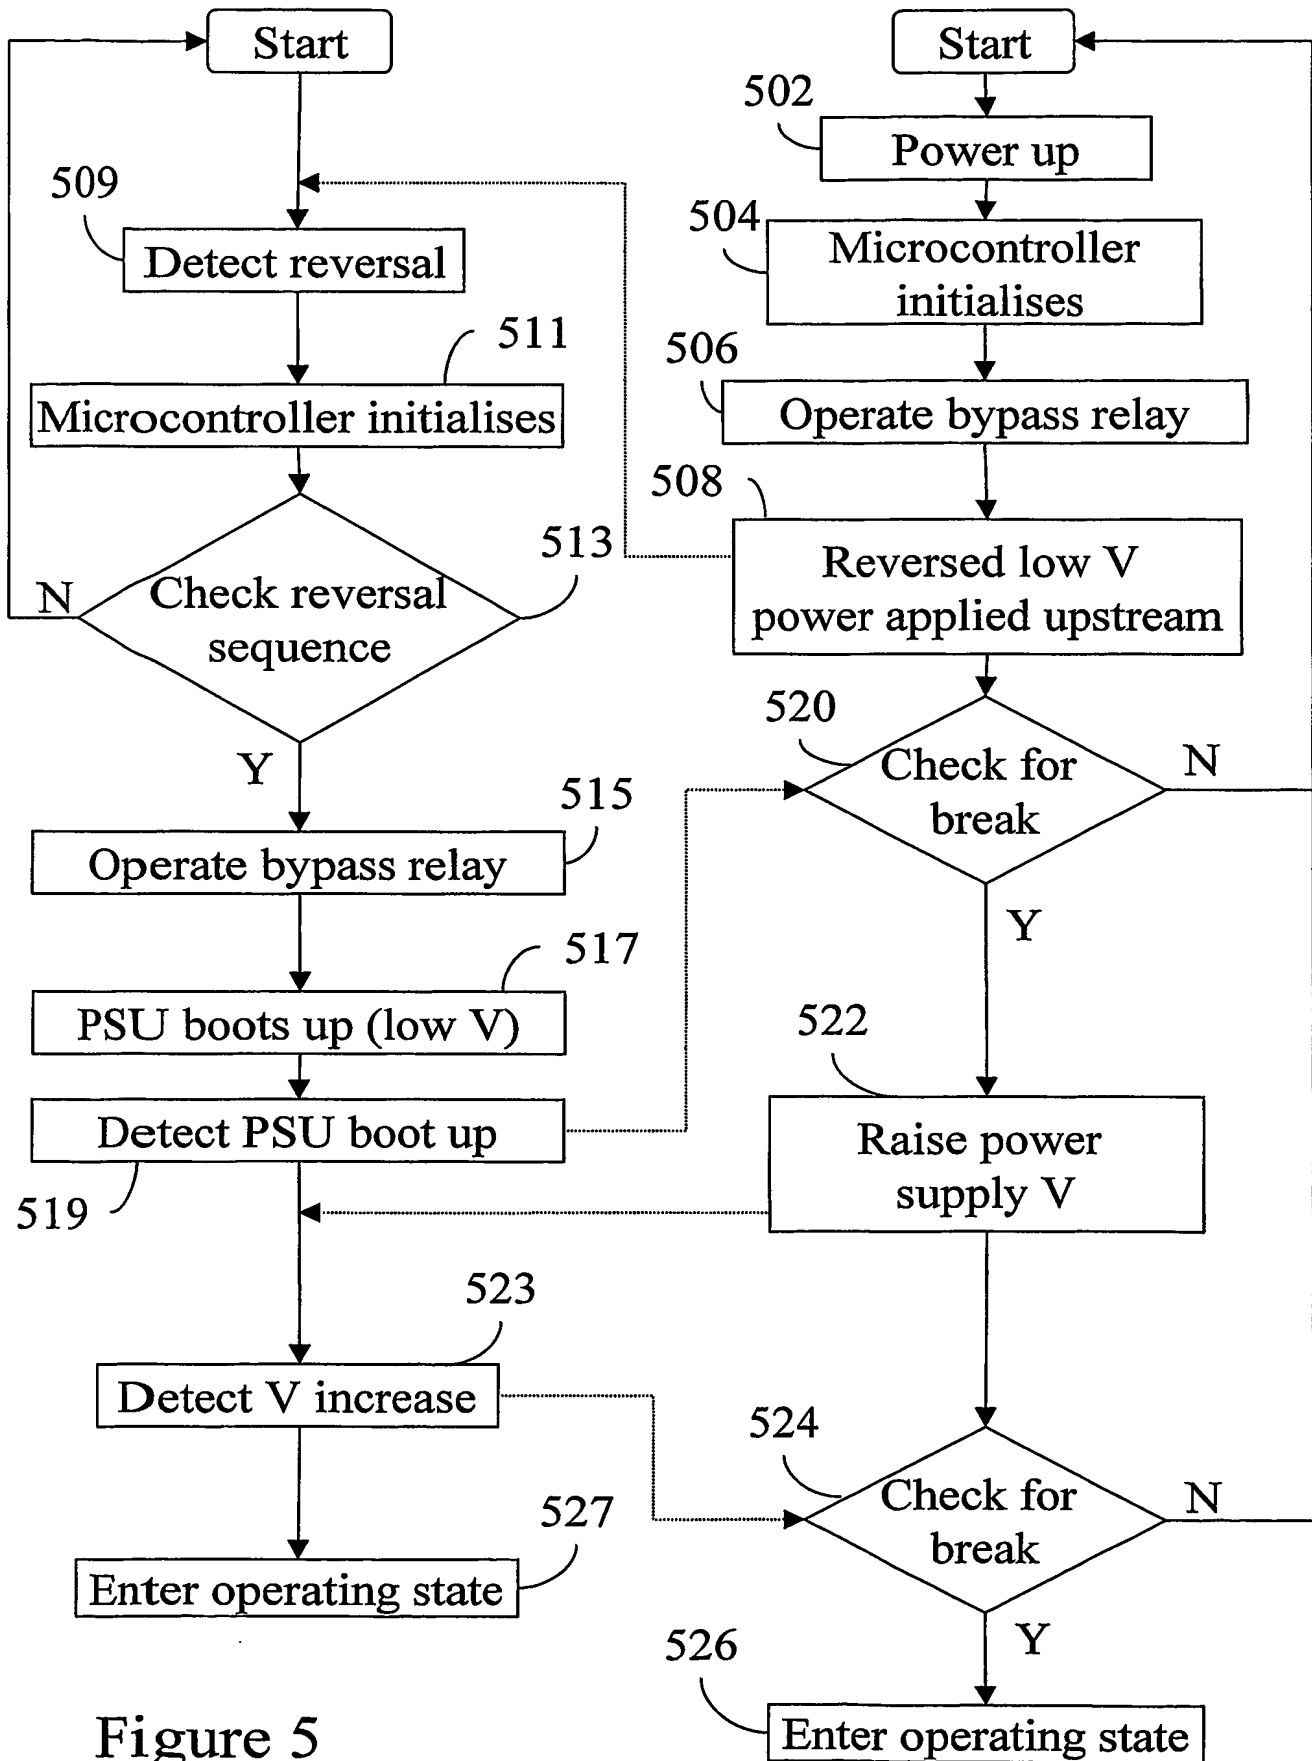 Start
509
Detect reversal
511
Microcontroller initialises
513
Check reversal
sequence
N
Y
515
Operate bypass relay
517
PSU boots up (low V)
Detect PSU boot up
519
523
Detect V increase
527
Enter operating state
Start
502
Power up
504
Microcontroller
initialises
506
Operate bypass relay
508
Reversed low V
power applied upstream
520
Check for
break
N
Y
522
Raise power
supply V
524
Check for
break
N
Y
526
Enter operating state
Figure 5